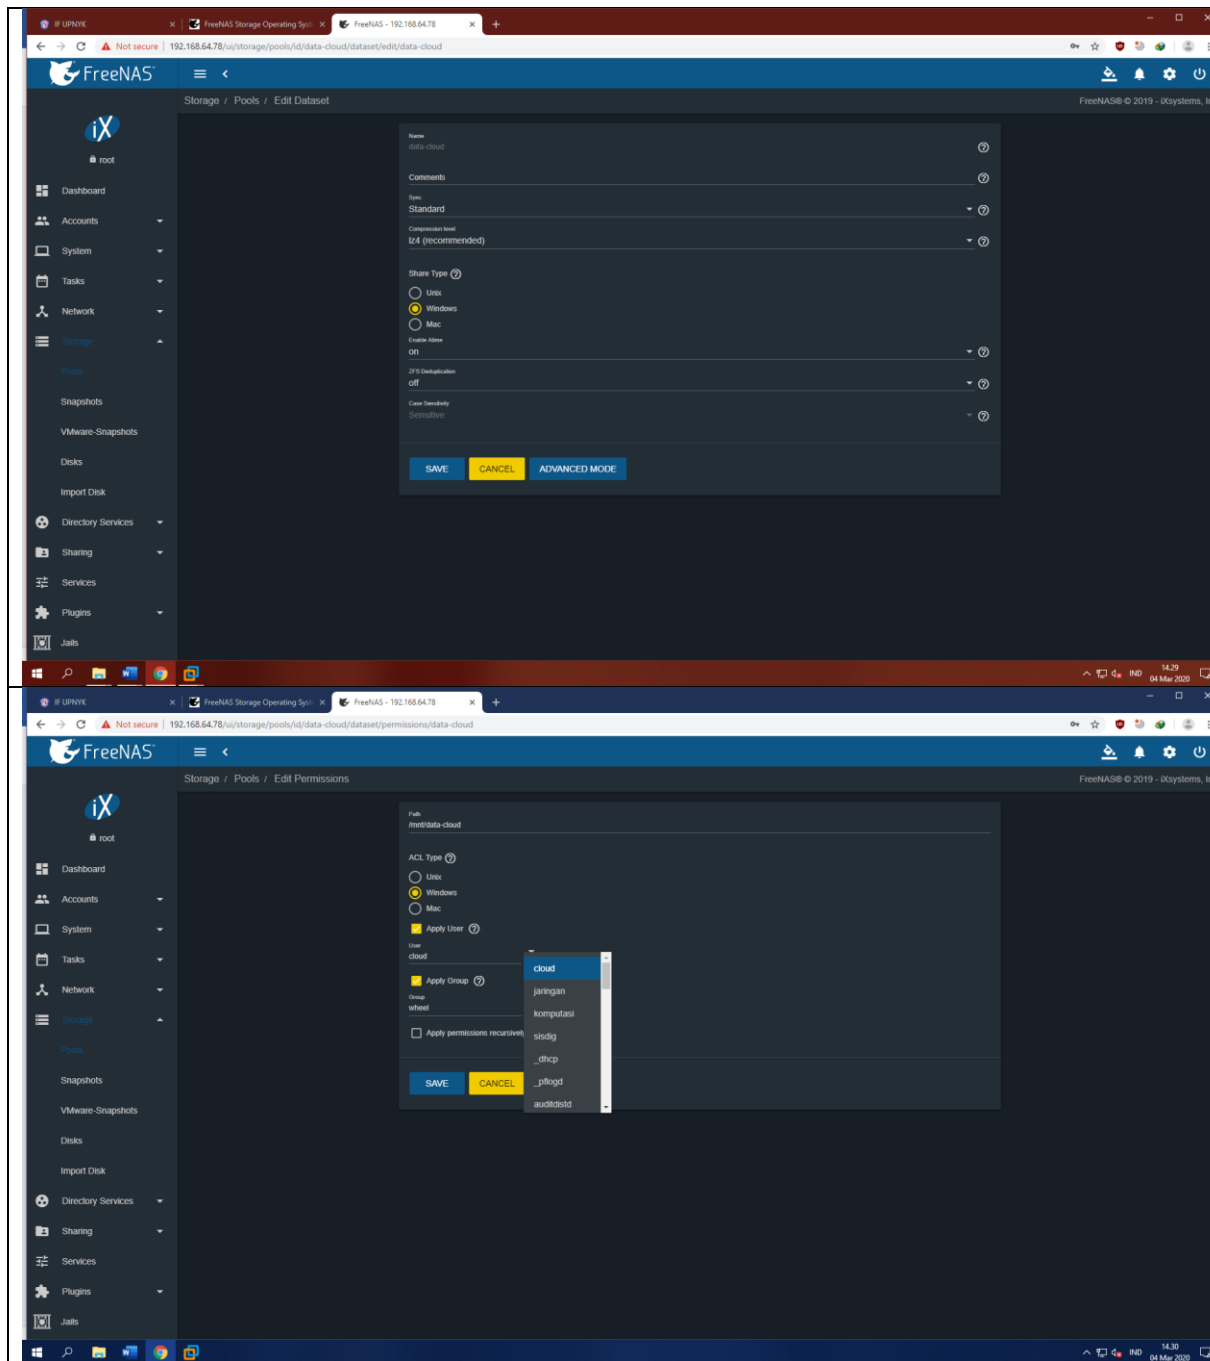 IF UPNYK
FreeNAS Storage Operating Sys
FreeNAS - 192.168.64.78
Not secure | 192.168.64.78/ui/storage/pools/id/data-cloud/dataset/edit/data-cloud
FreeNAS
Storage / Pools / Edit Dataset
FreeNAS® © 2019 - iXsystems, I
iX
root
Dashboard
Accounts
System
Tasks
Network
Storage
Pools
Snapshots
VMware-Snapshots
Disks
Import Disk
Directory Services
Sharing
Services
Plugins
Jails
Name
data-cloud
Comments
Sync
Standard
Compression level
lz4 (recommended)
Share Type
Unix
Windows
Mac
Enable Atime
on
ZFS Deduplication
off
Case Sensitivity
Sensitive
SAVE CANCEL ADVANCED MODE
IND
14.29
04 Mar 2020
IF UPNYK
FreeNAS Storage Operating Sys
FreeNAS - 192.168.64.78
Not secure | 192.168.64.78/ui/storage/pools/id/data-cloud/dataset/permissions/data-cloud
FreeNAS
Storage / Pools / Edit Permissions
FreeNAS® © 2019 - iXsystems, I
iX
root
Dashboard
Accounts
System
Tasks
Network
Storage
Pools
Snapshots
VMware-Snapshots
Disks
Import Disk
Directory Services
Sharing
Services
Plugins
Jails
Path
/mnt/data-cloud
ACL Type
Unix
Windows
Mac
Apply User
User
cloud
Apply Group
Group
wheel
Apply permissions recursively
SAVE CANCEL
cloud
jaringan
komputasi
sisdig
_dhcp
_pflogd
auditdistd
IND
14.30
04 Mar 2020